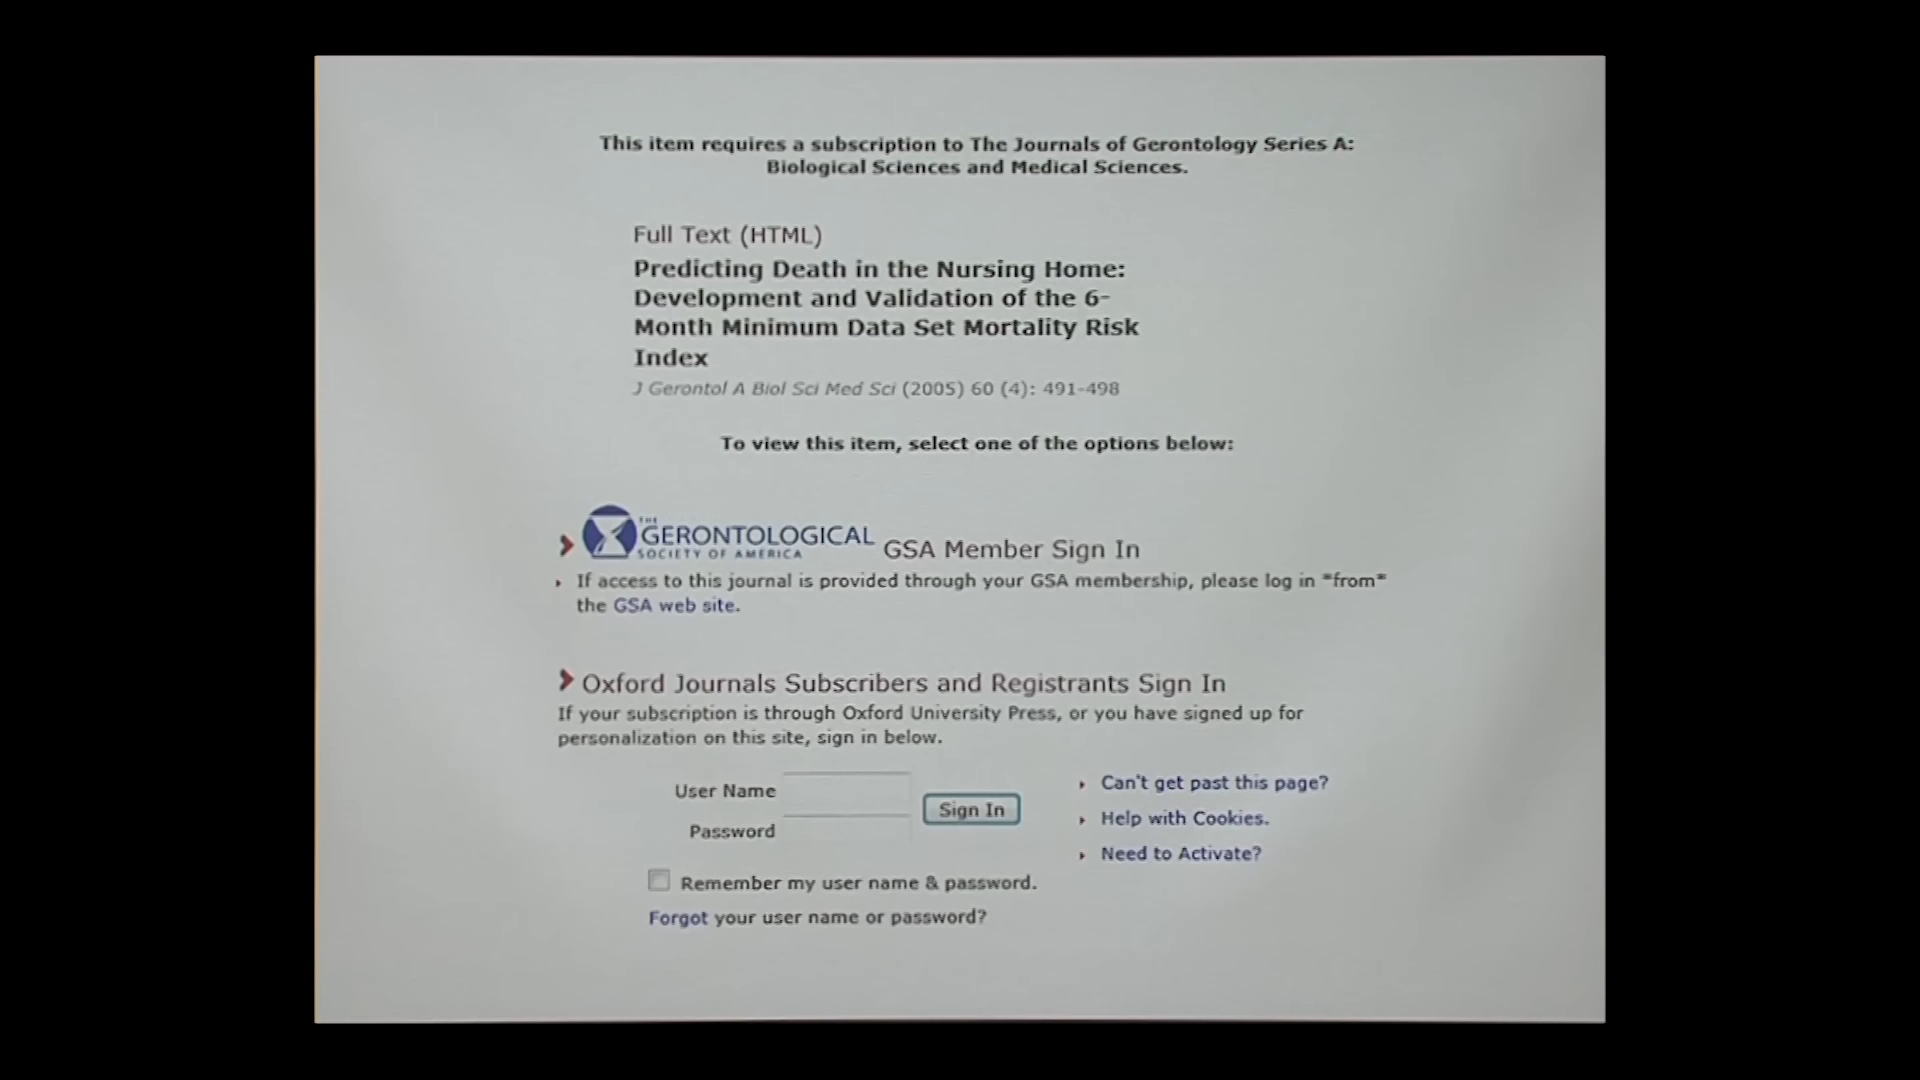 This item requires a subscription to The Journals of Gerontology Series A:
Biological Sciences and Medical Sciences.
Full Text (HTML)
Predicting Death in the Nursing Home:
Development and Validation of the 6-
Month Minimum Data Set Mortality Risk
Index
J Gerontol A Biol Sci Med Sci (2005) 60 (4): 491-498
To view this item, select one of the options below:
THE
GERONTOLOGICAL
SOCIETY OF AMERICA
GSA Member Sign In
If access to this journal is provided through your GSA membership, please log in *from*
the GSA web site.
Oxford Journals Subscribers and Registrants Sign In
If your subscription is through Oxford University Press, or you have signed up for
personalization on this site, sign in below.
User Name
Password
Sign In
Can't get past this page?
Help with Cookies.
Need to Activate?
Remember my user name & password.
Forgot your user name or password?